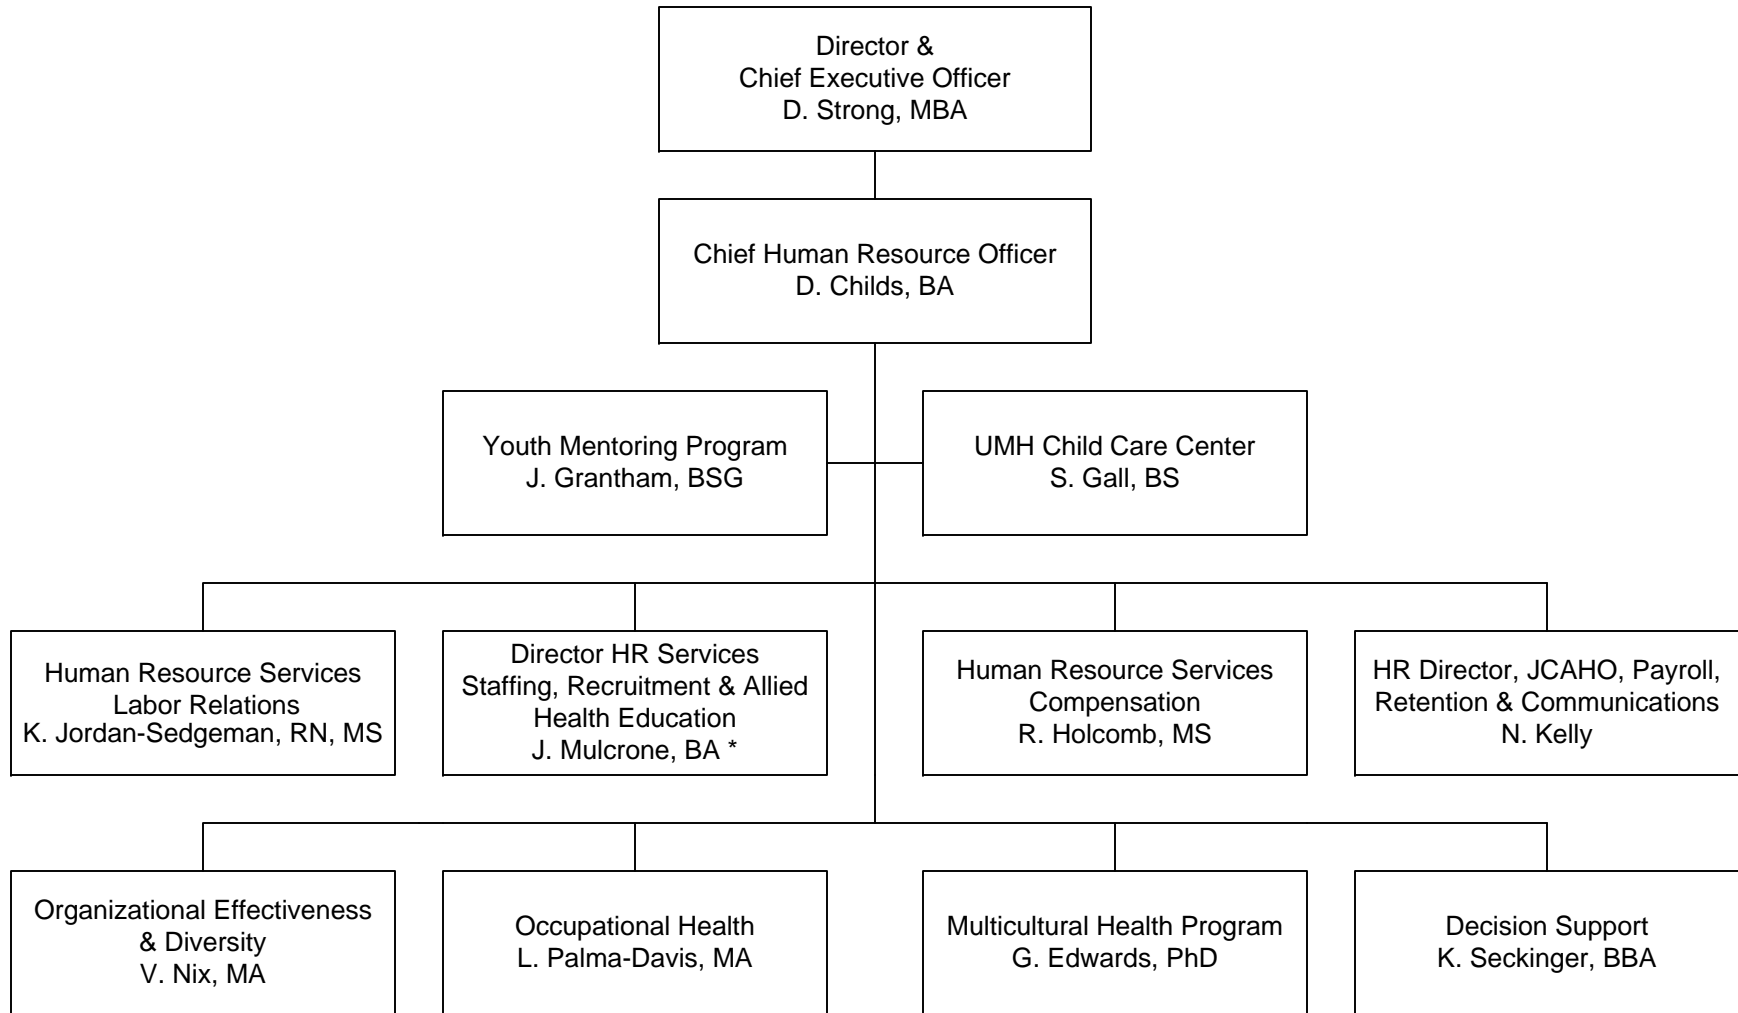 Director &
Chief Executive Officer
D. Strong, MBA
Chief Human Resource Officer
D. Childs, BA
Youth Mentoring Program
J. Grantham, BSG
UMH Child Care Center
S. Gall, BS
Human Resource Services
Labor Relations
K. Jordan-Sedgeman, RN, MS
Director HR Services
Staffing, Recruitment & Allied
Health Education
J. Mulcrone, BA *
Human Resource Services
Compensation
R. Holcomb, MS
HR Director, JCAHO, Payroll,
Retention & Communications
N. Kelly
Organizational Effectiveness
& Diversity
V. Nix, MA
Occupational Health
L. Palma-Davis, MA
Multicultural Health Program
G. Edwards, PhD
Decision Support
K. Seckinger, BBA